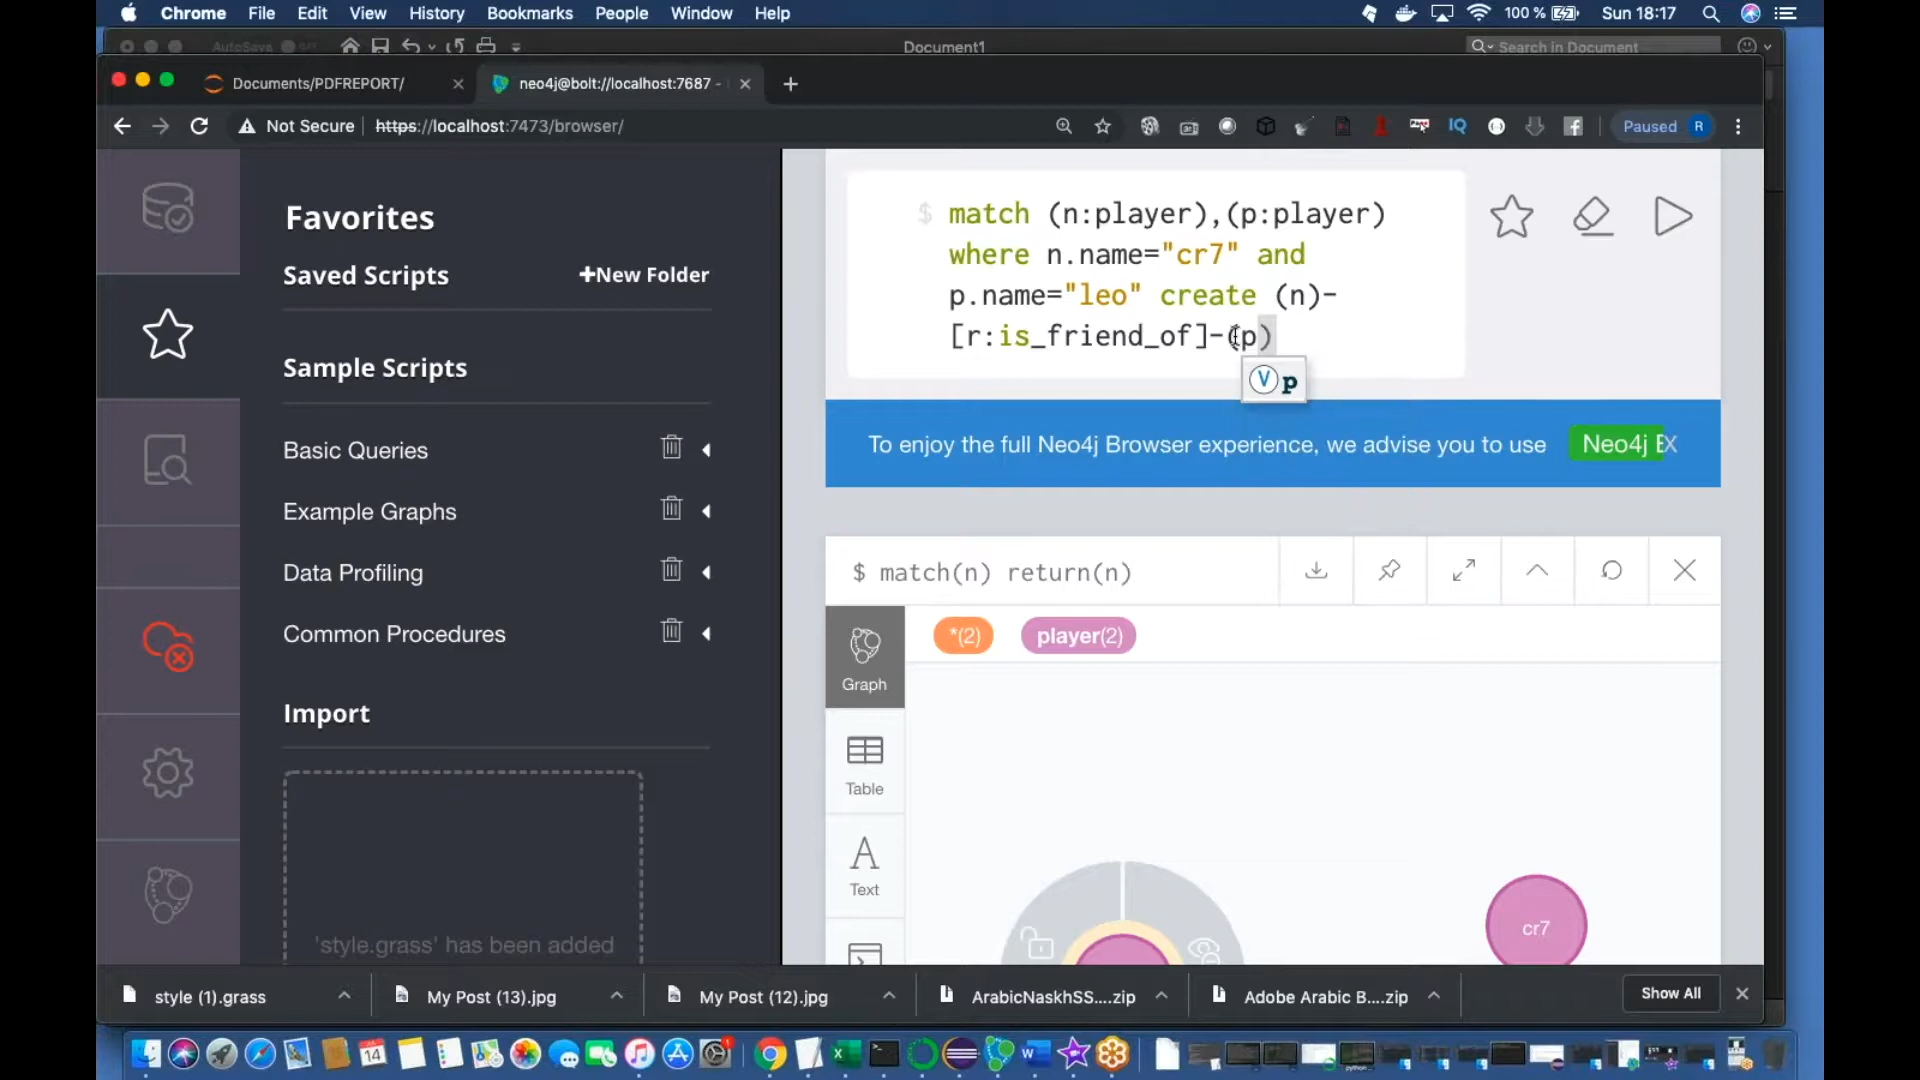 Chrome File Edit View History Bookmarks People Window Help
100 % Sun 18:17
AutoSave
Document1
Search in Document
Documents/PDFREPORT/
neo4j@bolt://localhost:7687 -
Not Secure | https://localhost:7473/browser/
Paused R
Favorites
Saved Scripts
+New Folder
Sample Scripts
Basic Queries
Example Graphs
Data Profiling
Common Procedures
Import
'style.grass' has been added
$ match (n:player),(p:player)
where n.name="cr7" and
p.name="leo" create (n)-
[r:is_friend_of]-(p)
V p
To enjoy the full Neo4j Browser experience, we advise you to use
Neo4j
$ match(n) return(n)
*(2)
player(2)
Graph
Table
A
Text
cr7
style (1).grass
My Post (13).jpg
My Post (12).jpg
ArabicNaskhSS....zip
Adobe Arabic B....zip
Show All
14